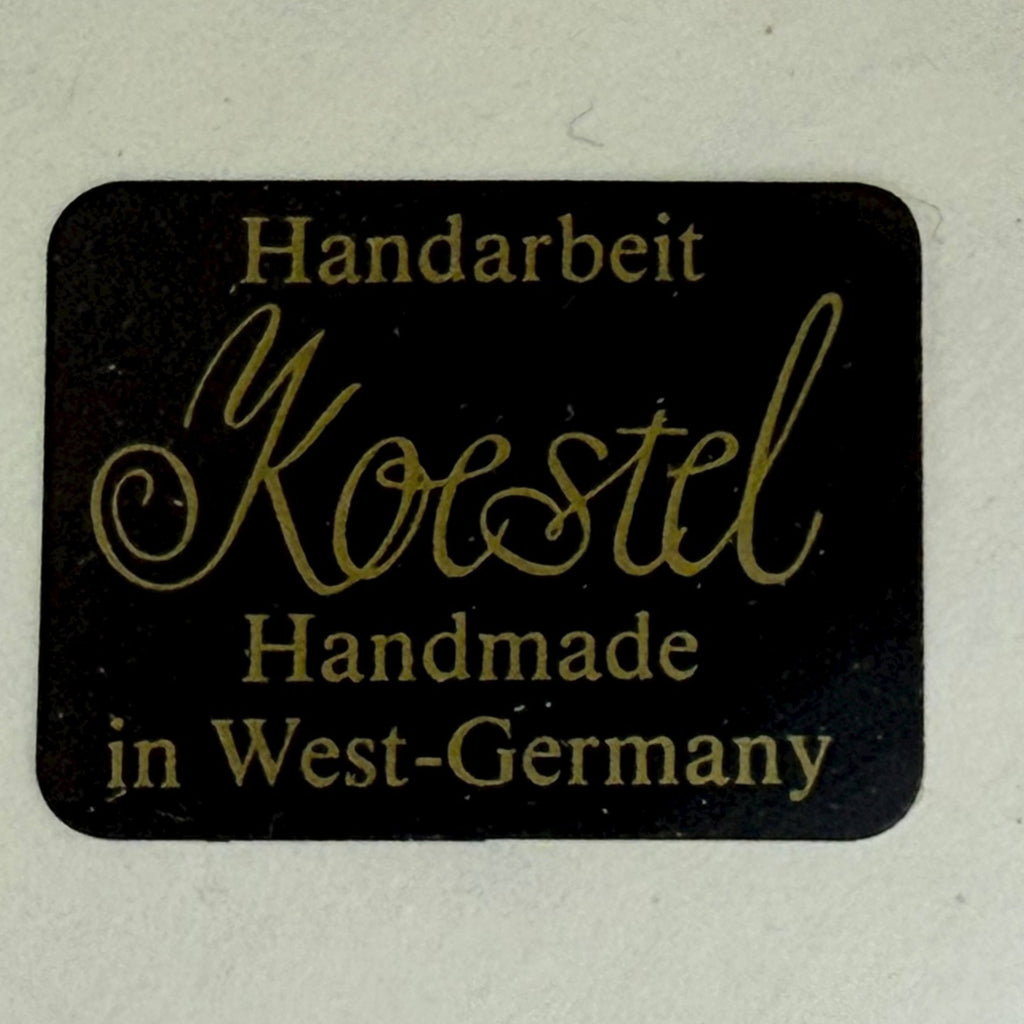 Handarbeit
Koestel
Handmade
in West-Germany